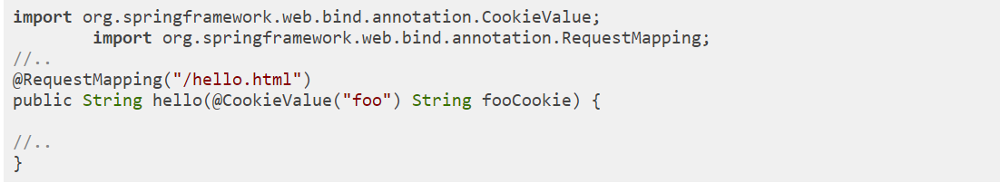 import org.springframework.web.bind.annotation.CookieValue;
        import org.springframework.web.bind.annotation.RequestMapping;
//..
@RequestMapping("/hello.html")
public String hello(@CookieValue("foo") String fooCookie) {
//..
}